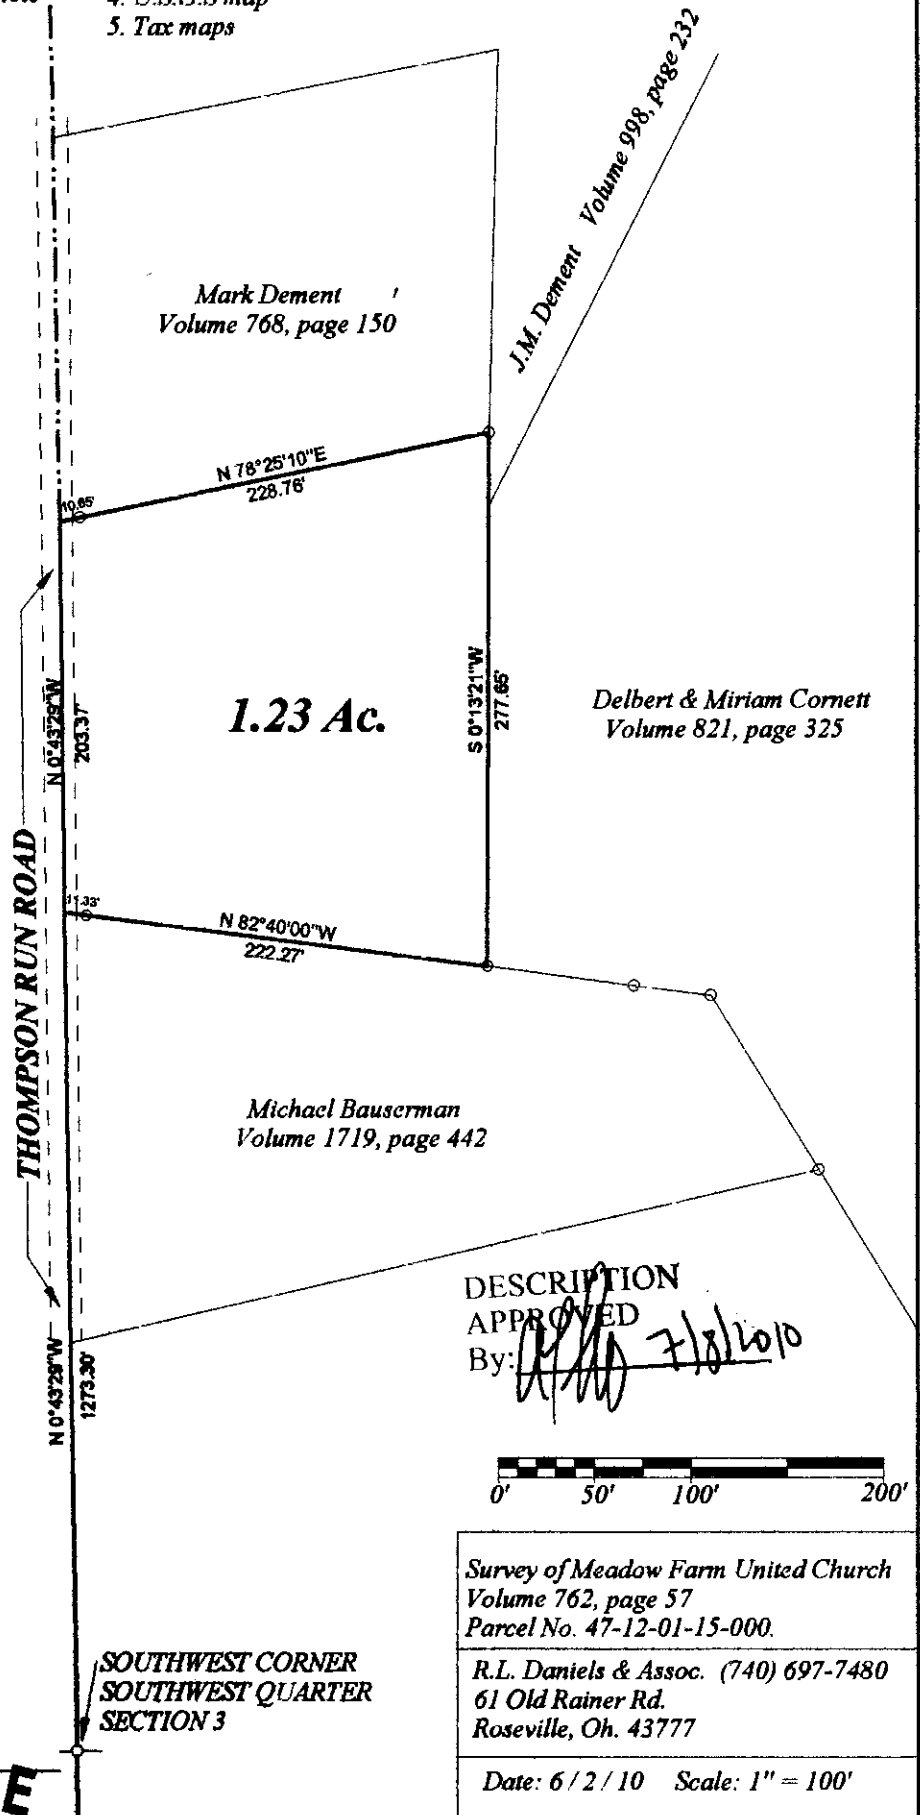 5. Tax maps
J.M. Dement Volume 998, page 232
Mark Dement
Volume 768, page 150
N 78°25'10"E
228.76'
10.65'
N 0°43'29"W
203.37'
1.23 Ac.
S 0°13'21"W
277.65'
Delbert & Miriam Cornett
Volume 821, page 325
THOMPSON RUN ROAD
11.33'
N 82°40'00"W
222.27'
Michael Bauserman
Volume 1719, page 442
DESCRIPTION
APPROVED
By: 7/8/2010
N 0°43'29"W
1273.30'
0' 50' 100' 200'
Survey of Meadow Farm United Church
Volume 762, page 57
Parcel No. 47-12-01-15-000.
R.L. Daniels & Assoc. (740) 697-7480
61 Old Rainer Rd.
Roseville, Oh. 43777
Date: 6 / 2 / 10 Scale: 1" = 100'
SOUTHWEST CORNER
SOUTHWEST QUARTER
SECTION 3
E